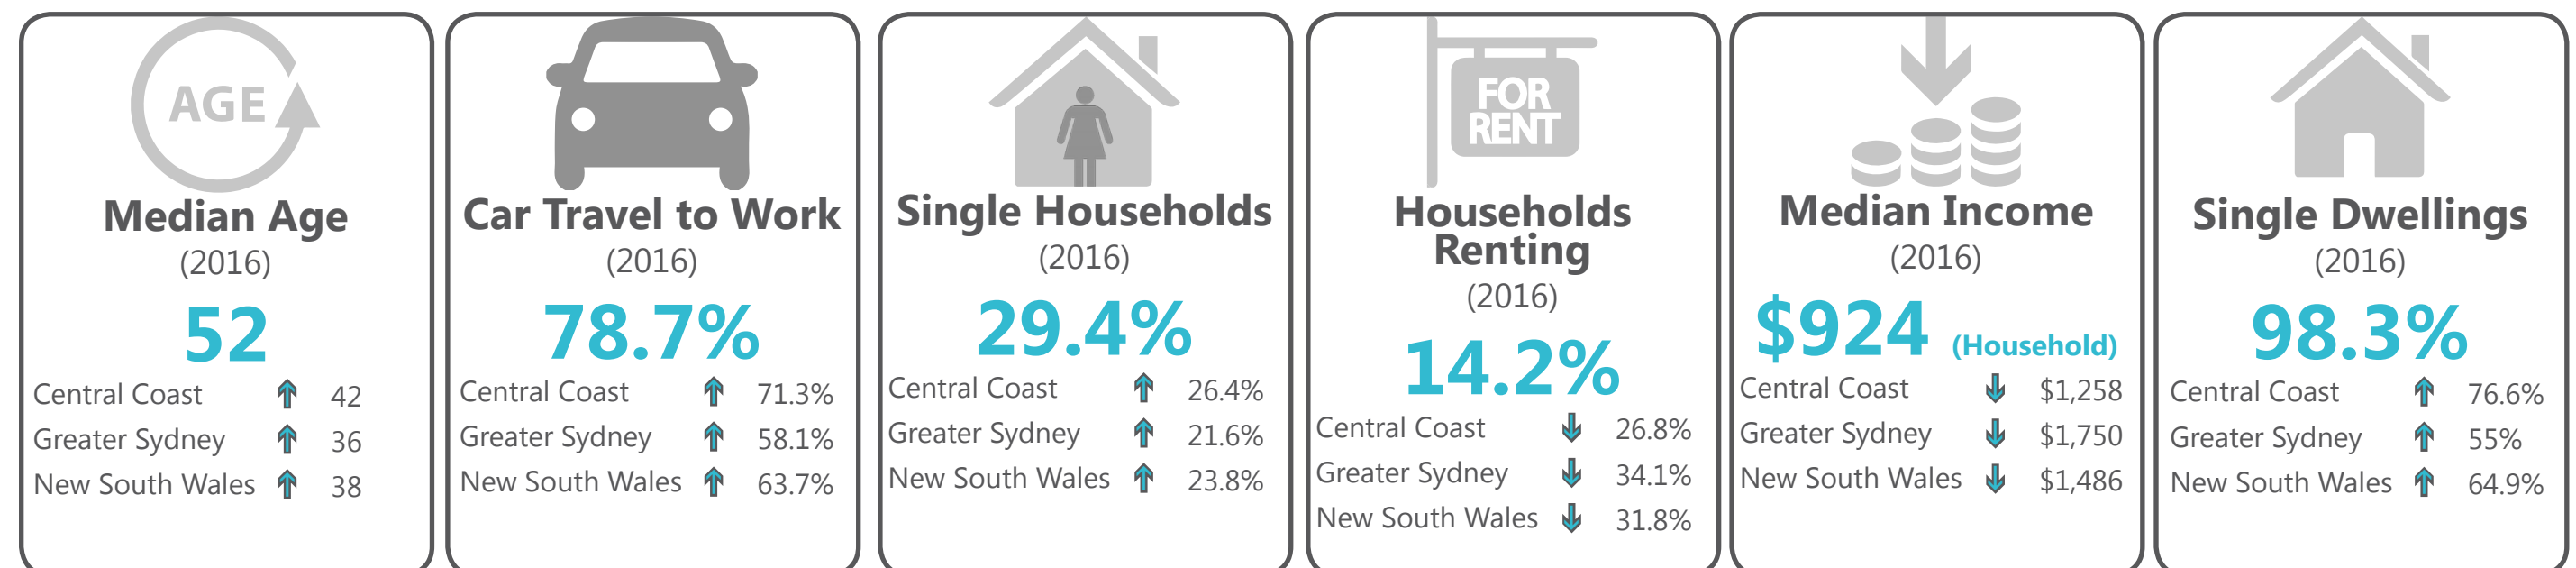 AGE
Median Age
(2016)
52
Central Coast 42
Greater Sydney 36
New South Wales 38
Car Travel to Work
(2016)
78.7%
Central Coast 71.3%
Greater Sydney 58.1%
New South Wales 63.7%
Single Households
(2016)
29.4%
Central Coast 26.4%
Greater Sydney 21.6%
New South Wales 23.8%
FOR
RENT
Households
Renting
(2016)
14.2%
Central Coast 26.8%
Greater Sydney 34.1%
New South Wales 31.8%
Median Income
(2016)
$924 (Household)
Central Coast $1,258
Greater Sydney $1,750
New South Wales $1,486
Single Dwellings
(2016)
98.3%
Central Coast 76.6%
Greater Sydney 55%
New South Wales 64.9%